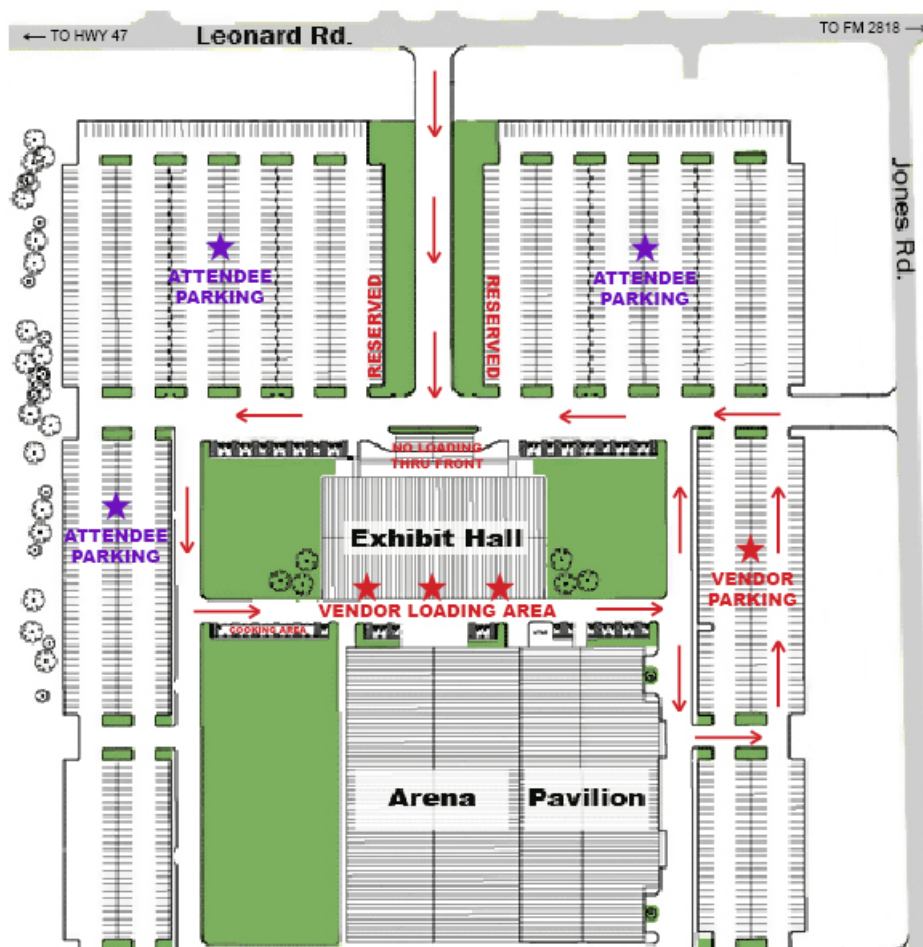 ← TO HWY 47
Leonard Rd.
TO FM 2818 →
Jones Rd.
ATTENDEE
PARKING
RESERVED
RESERVED
ATTENDEE
PARKING
NO LOADING
THRU FRONT
ATTENDEE
PARKING
Exhibit Hall
VENDOR
PARKING
VENDOR LOADING AREA
COOKING AREA
Arena
Pavilion